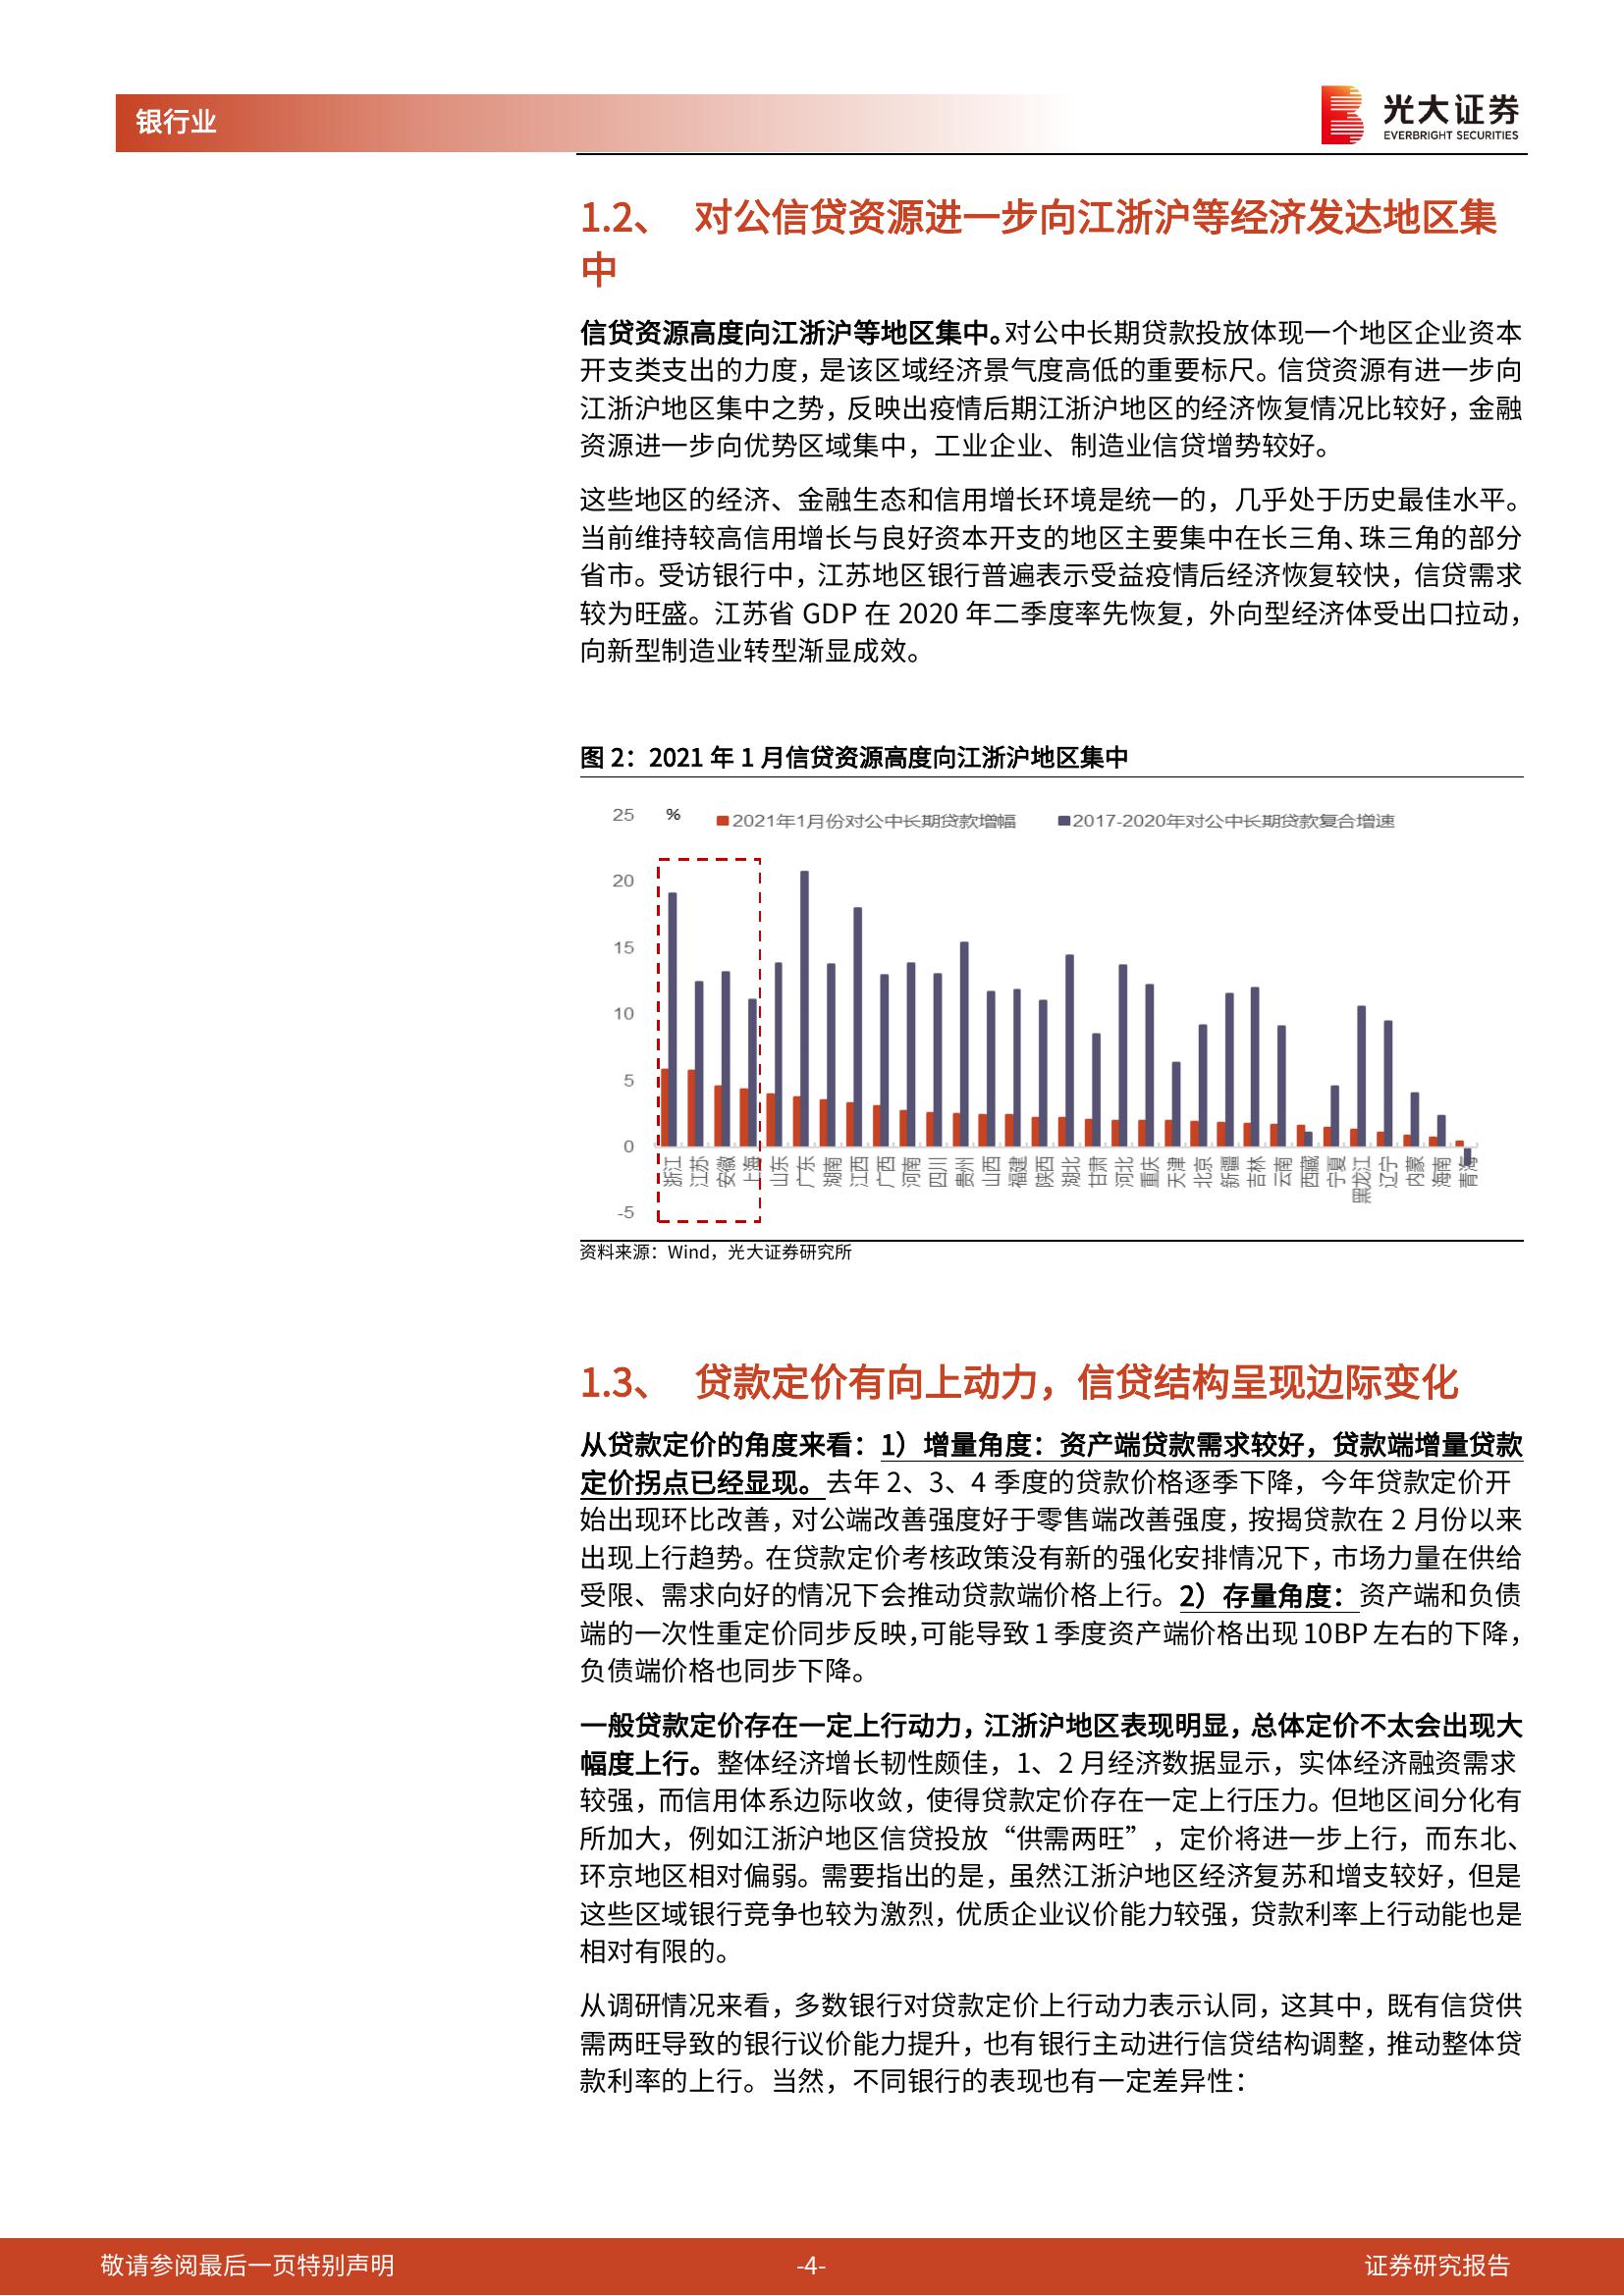 银行业
光大证券
EVERBRIGHT SECURITIES
1.2、 对公信贷资源进一步向江浙沪等经济发达地区集
中
信贷资源高度向江浙沪等地区集中。对公中长期贷款投放体现一个地区企业资本
开支类支出的力度，是该区域经济景气度高低的重要标尺。信贷资源有进一步向
江浙沪地区集中之势，反映出疫情后期江浙沪地区的经济恢复情况比较好，金融
资源进一步向优势区域集中，工业企业、制造业信贷增势较好。
这些地区的经济、金融生态和信用增长环境是统一的，几乎处于历史最佳水平。
当前维持较高信用增长与良好资本开支的地区主要集中在长三角、珠三角的部分
省市。受访银行中，江苏地区银行普遍表示受益疫情后经济恢复较快，信贷需求
较为旺盛。江苏省 GDP 在 2020 年二季度率先恢复，外向型经济体受出口拉动，
向新型制造业转型渐显成效。
图 2：2021 年 1 月信贷资源高度向江浙沪地区集中
25 % 2021年1月份对公中长期贷款增幅 2017-2020年对公中长期贷款复合增速
20
15
10
5
0
浙江 江苏 安徽 上海 山东 广东 湖南 江西 广西 河南 四川 贵州 山西 福建 陕西 湖北 甘肃 河北 重庆 天津 北京 新疆 吉林 云南 西藏 宁夏 黑龙江 辽宁 内蒙 海南 青海
-5
资料来源：Wind，光大证券研究所
1.3、 贷款定价有向上动力，信贷结构呈现边际变化
从贷款定价的角度来看：1）增量角度：资产端贷款需求较好，贷款端增量贷款
定价拐点已经显现。去年 2、3、4 季度的贷款价格逐季下降，今年贷款定价开
始出现环比改善，对公端改善强度好于零售端改善强度，按揭贷款在 2 月份以来
出现上行趋势。在贷款定价考核政策没有新的强化安排情况下，市场力量在供给
受限、需求向好的情况下会推动贷款端价格上行。2）存量角度：资产端和负债
端的一次性重定价同步反映，可能导致 1 季度资产端价格出现 10BP 左右的下降，
负债端价格也同步下降。
一般贷款定价存在一定上行动力，江浙沪地区表现明显，总体定价不太会出现大
幅度上行。整体经济增长韧性颇佳，1、2 月经济数据显示，实体经济融资需求
较强，而信用体系边际收敛，使得贷款定价存在一定上行压力。但地区间分化有
所加大，例如江浙沪地区信贷投放“供需两旺”，定价将进一步上行，而东北、
环京地区相对偏弱。需要指出的是，虽然江浙沪地区经济复苏和增支较好，但是
这些区域银行竞争也较为激烈，优质企业议价能力较强，贷款利率上行动能也是
相对有限的。
从调研情况来看，多数银行对贷款定价上行动力表示认同，这其中，既有信贷供
需两旺导致的银行议价能力提升，也有银行主动进行信贷结构调整，推动整体贷
款利率的上行。当然，不同银行的表现也有一定差异性：
敬请参阅最后一页特别声明 -4- 证券研究报告